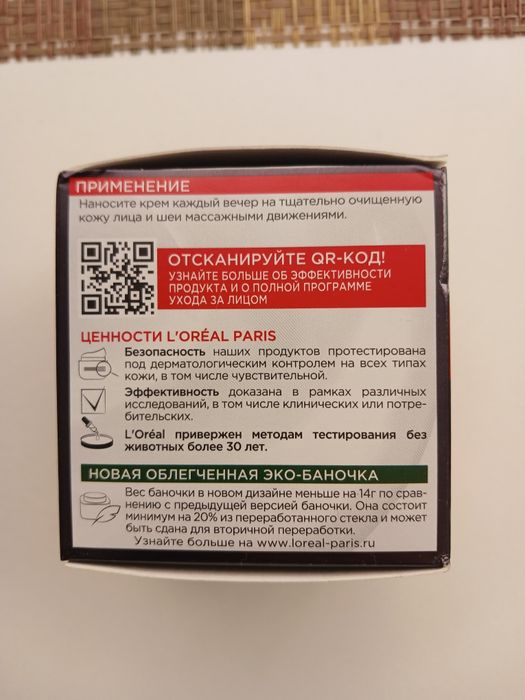 ПРИМЕНЕНИЕ
Наносите крем каждый вечер на тщательно очищенную
кожу лица и шеи массажными движениями.
ОТСКАНИРУЙТЕ QR-КОД!
УЗНАЙТЕ БОЛЬШЕ ОБ ЭФФЕКТИВНОСТИ
ПРОДУКТА И О ПОЛНОЙ ПРОГРАММЕ
УХОДА ЗА ЛИЦОМ
ЦЕННОСТИ L'ORÉAL PARIS
Безопасность наших продуктов протестирована
под дерматологическим контролем на всех типах
кожи, в том числе чувствительной.
Эффективность доказана в рамках различных
исследований, в том числе клинических или потре-
бительских.
L'Oréal привержен методам тестирования без
животных более 30 лет.
НОВАЯ ОБЛЕГЧЕННАЯ ЭКО-БАНОЧКА
Вес баночки в новом дизайне меньше на 14г по срав-
нению с предыдущей версией баночки. Она состоит
минимум на 20% из переработанного стекла и может
быть сдана для вторичной переработки.
Узнайте больше на www.loreal-paris.ru